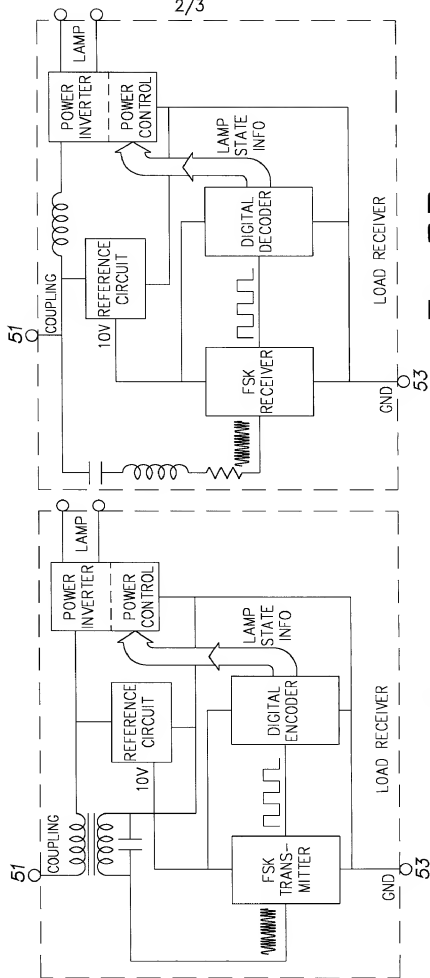 2/3
51
COUPLING
10V
REFERENCE
CIRCUIT
POWER
INVERTER
POWER
CONTROL
LAMP
LAMP
STATE
INFO
FSK
TRANS-
MITTER
DIGITAL
ENCODER
LOAD RECEIVER
GND
53
51
COUPLING
10V
REFERENCE
CIRCUIT
POWER
INVERTER
POWER
CONTROL
LAMP
LAMP
STATE
INFO
FSK
RECEIVER
DIGITAL
DECODER
LOAD RECEIVER
GND
53